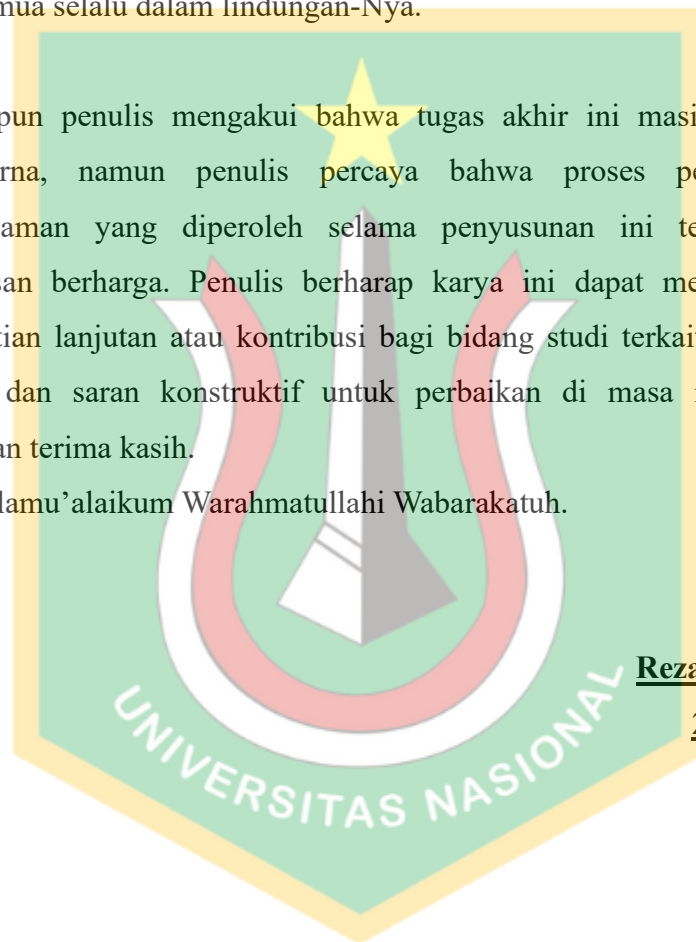 mua selalu dalam lindungan-Nya.
pun penulis mengakui bahwa tugas akhir ini masi
rna, namun penulis percaya bahwa proses pe
aman yang diperoleh selama penyusunan ini te
san berharga. Penulis berharap karya ini dapat me
tian lanjutan atau kontribusi bagi bidang studi terkait
dan saran konstruktif untuk perbaikan di masa
an terima kasih.
lamu’alaikum Warahmatullahi Wabarakatuh.
Reza
UNIVERSITAS NASIONAL